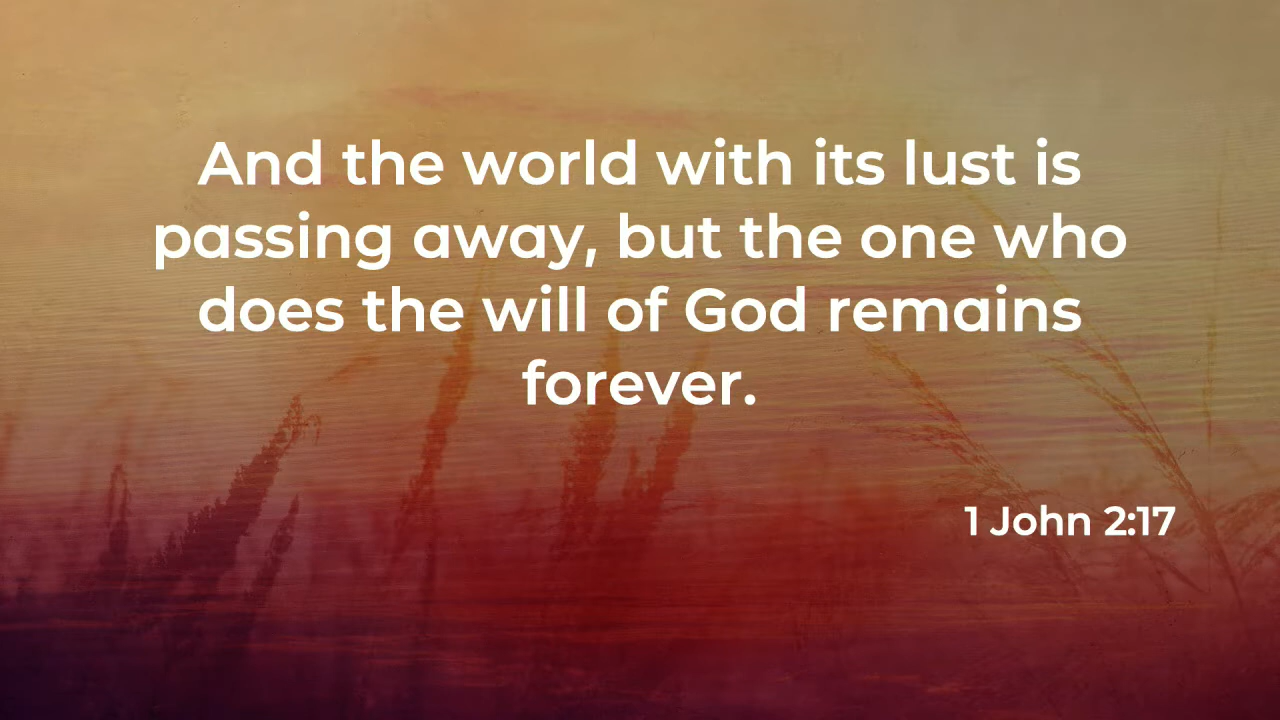 And the world with its lust is
passing away, but the one who
does the will of God remains
forever.
1 John 2:17